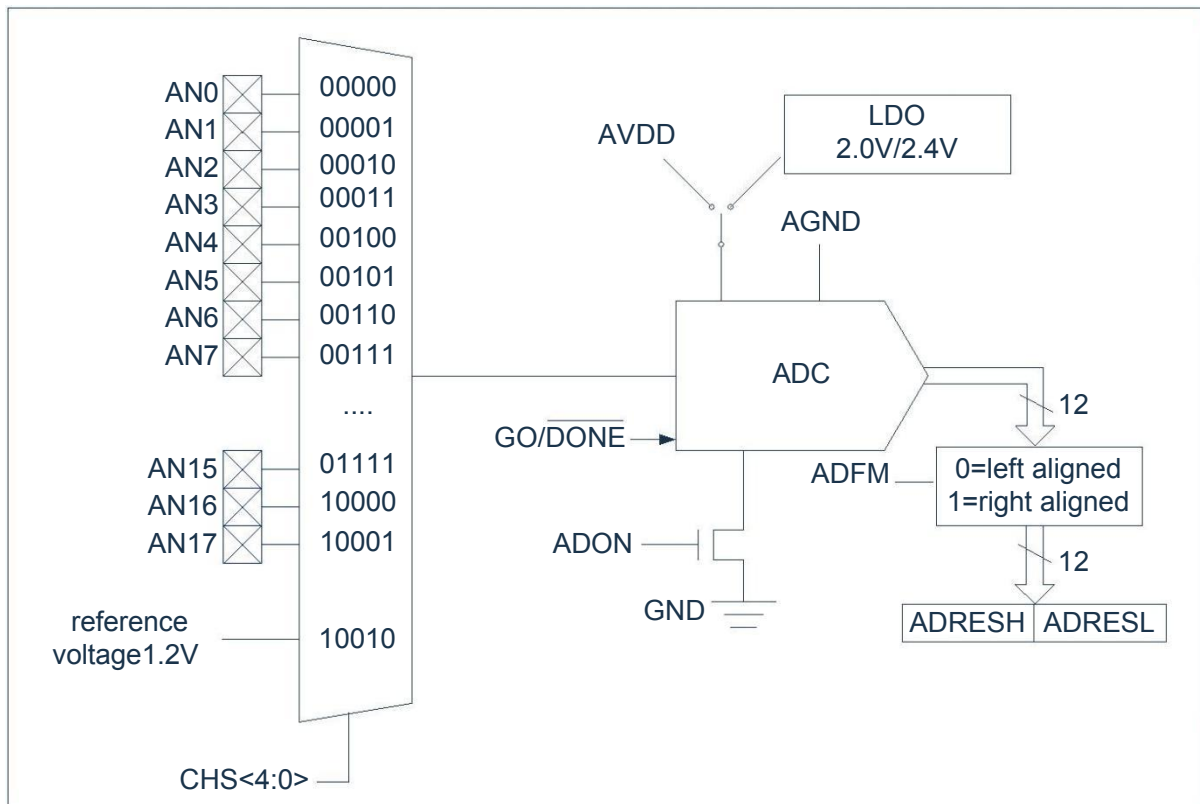 AN0 00000
AN1 00001
AN2 00010
AN3 00011
AN4 00100
AN5 00101
AN6 00110
AN7 00111
....
AN15 01111
AN16 10000
AN17 10001
reference
voltage1.2V
10010
CHS<4:0>
AVDD
LDO
2.0V/2.4V
AGND
ADC
GO/DONE
12
ADFM
0=left aligned
1=right aligned
ADON
12
GND
ADRESH ADRESL